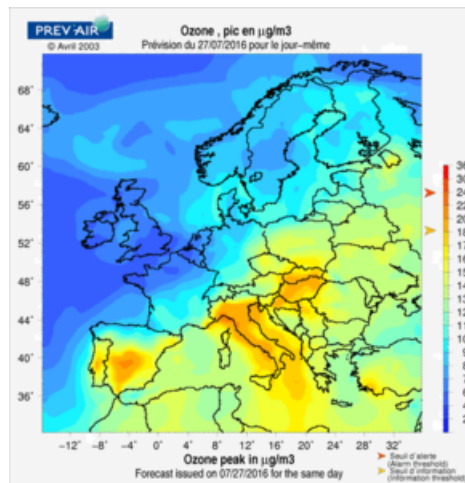 PREV'AIR
© Avril 2003
Ozone , pic en µg/m3
Prévision du 27/07/2016 pour le jour-même
68°
64°
60°
56°
52°
48°
44°
40°
36°
-12° -8° -4° 0° 4° 8° 12° 16° 20° 24° 28° 32°
Ozone peak in µg/m3
Forecast issued on 07/27/2016 for the same day
Seuil d'alerte
(Alarm threshold)
Seuil d'information
(Information threshold)